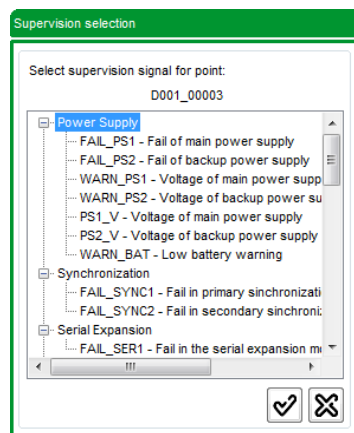 Supervision selection
Select supervision signal for point:
D001_00003
Power Supply
FAIL_PS1 - Fail of main power supply
FAIL_PS2 - Fail of backup power supply
WARN_PS1 - Voltage of main power supp
WARN_PS2 - Voltage of backup power su
PS1_V - Voltage of main power supply
PS2_V - Voltage of backup power supply
WARN_BAT - Low battery warning
Synchronization
FAIL_SYNC1 - Fail in primary sinchronizati
FAIL_SYNC2 - Fail in secondary sinchroni
Serial Expansion
FAIL_SER1 - Fail in the serial expansion m